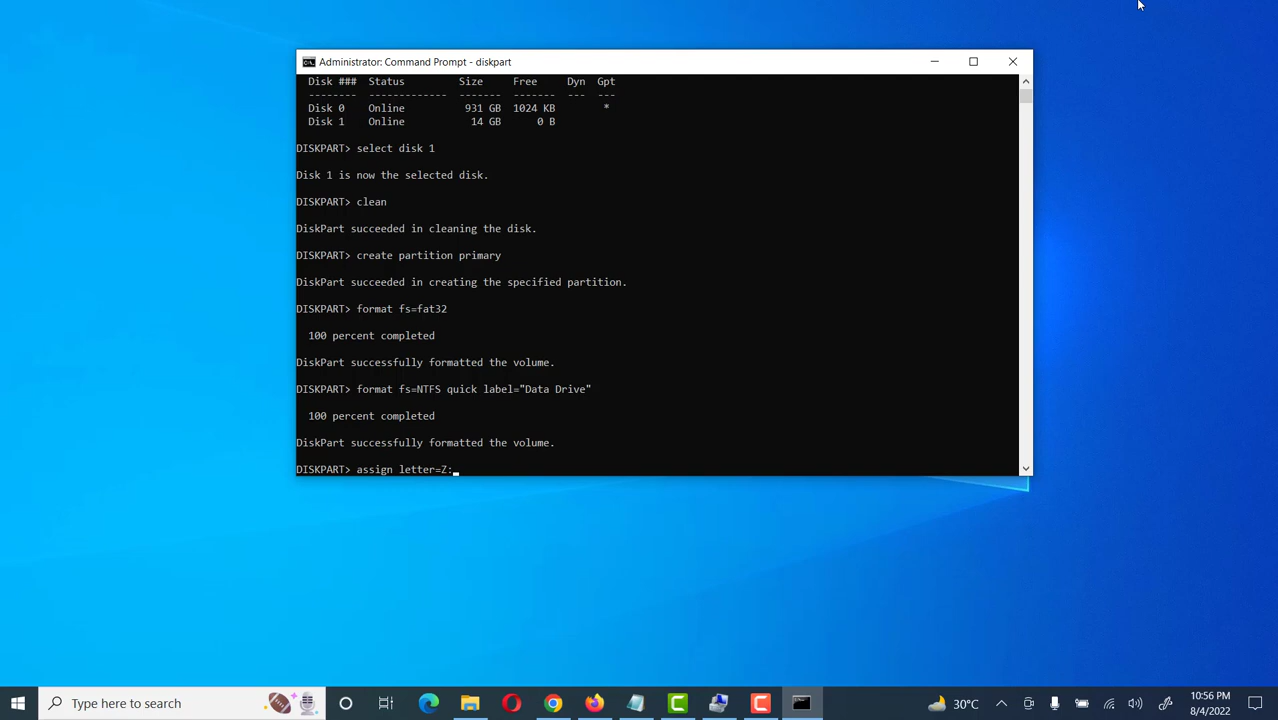 Administrator: Command Prompt - diskpart
Disk ### Status Size Free Dyn Gpt
-------- ------------- ------- ------- --- ---
Disk 0 Online 931 GB 1024 KB *
Disk 1 Online 14 GB 0 B
DISKPART> select disk 1
Disk 1 is now the selected disk.
DISKPART> clean
DiskPart succeeded in cleaning the disk.
DISKPART> create partition primary
DiskPart succeeded in creating the specified partition.
DISKPART> format fs=fat32
100 percent completed
DiskPart successfully formatted the volume.
DISKPART> format fs=NTFS quick label="Data Drive"
100 percent completed
DiskPart successfully formatted the volume.
DISKPART> assign letter=Z:
Type here to search
30°C
10:56 PM
8/4/2022